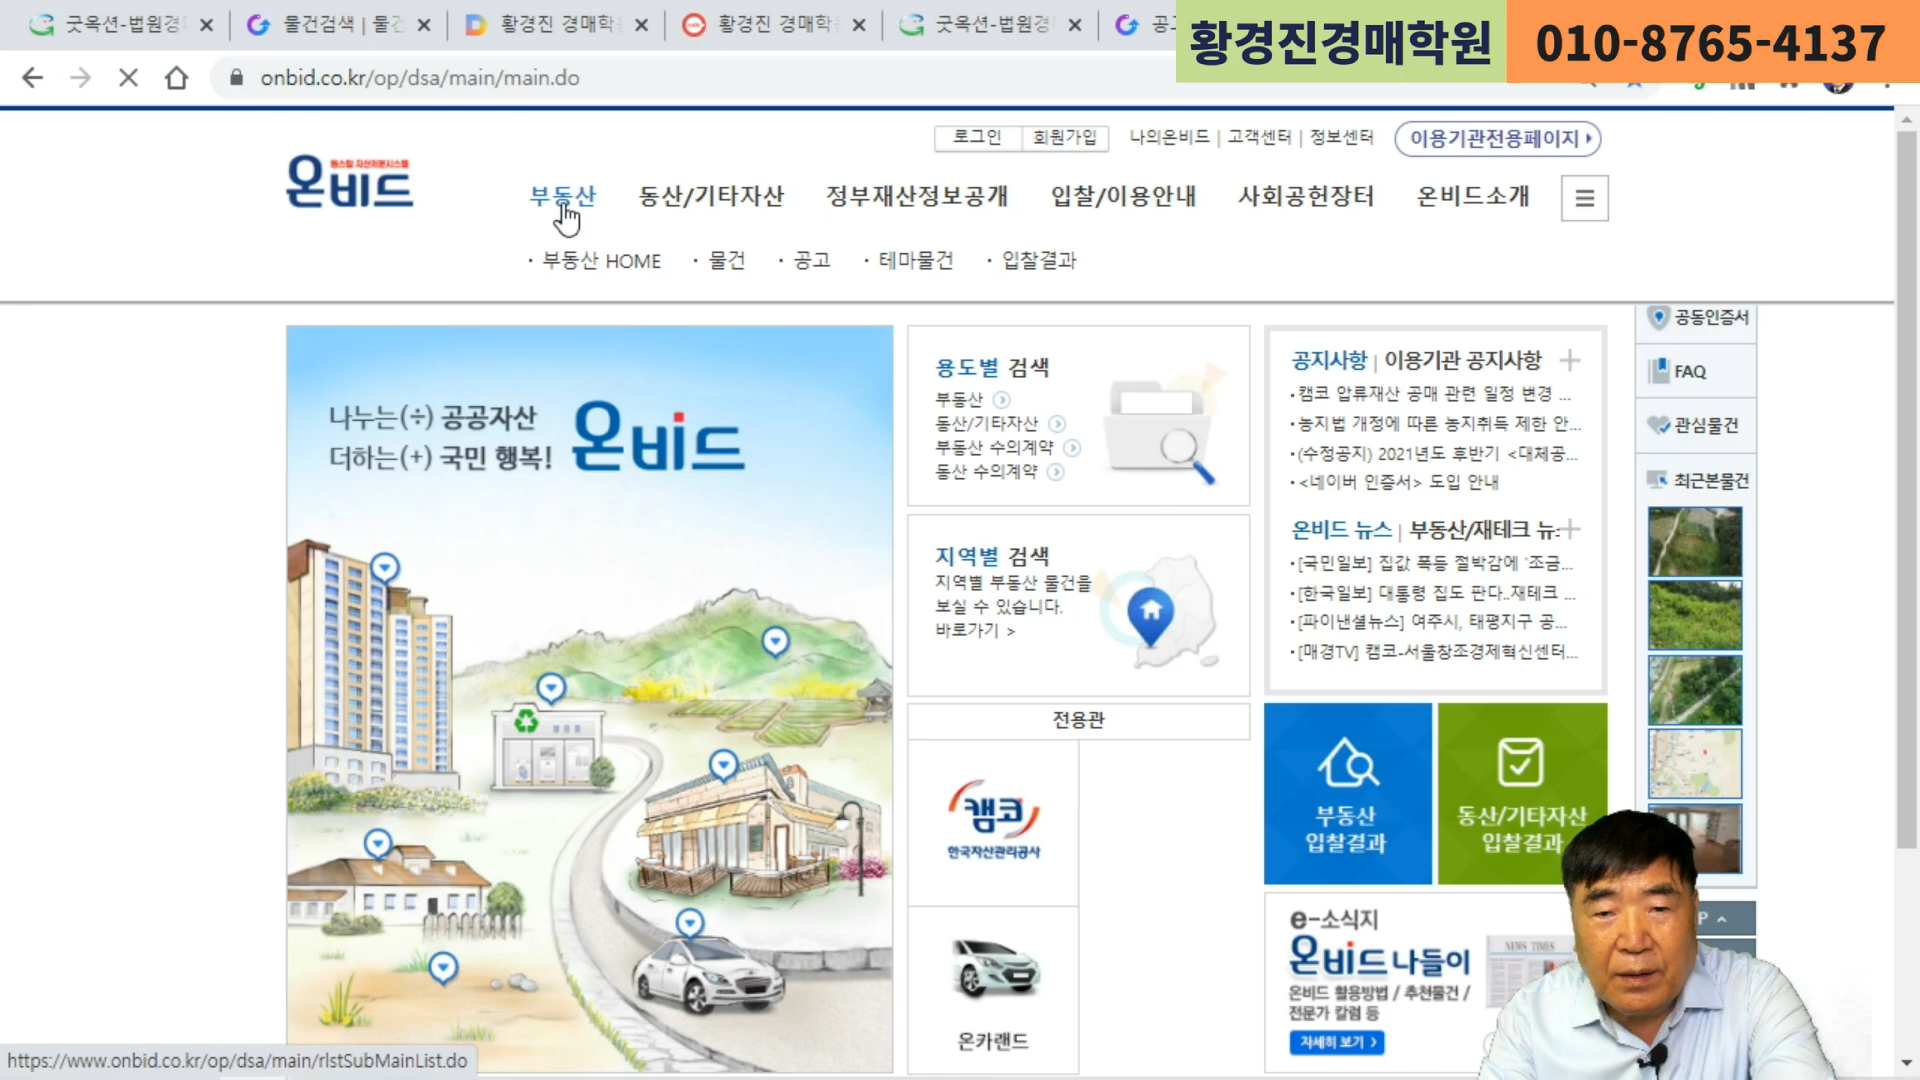 굿옥션-법원경
물건검색 | 물건
황경진 경매학
황경진 경매학
굿옥션-법원경
황경진경매학원
010-8765-4137
onbid.co.kr/op/dsa/main/main.do
로그인
회원가입
나의온비드 | 고객센터 | 정보센터
이용기관전용페이지
온비드
부동산
동산/기타자산
정부재산정보공개
입찰/이용안내
사회공헌장터
온비드소개
· 부동산 HOME
· 물건
· 공고
· 테마물건
· 입찰결과
나누는(÷) 공공자산
더하는(+) 국민 행복!
온비드
용도별 검색
부동산
동산/기타자산
부동산 수의계약
동산 수의계약
지역별 검색
지역별 부동산 물건을
보실 수 있습니다.
바로가기 >
전용관
캠코
한국자산관리공사
온카랜드
공지사항 | 이용기관 공지사항
·캠코 압류재산 공매 관련 일정 변경 ...
·농지법 개정에 따른 농지취득 제한 안...
·(수정공지) 2021년도 후반기 <대체공...
·<네이버 인증서> 도입 안내
온비드 뉴스 | 부동산/재테크 뉴
·[국민일보] 집값 폭등 절박감에 '조금...
·[한국일보] 대통령 집도 판다..재테크 ...
·[파이낸셜뉴스] 여주시, 태평지구 공...
·[매경TV] 캠코-서울창조경제혁신센터...
부동산
입찰결과
동산/기타자산
입찰결과
e-소식지
온비드나들이
온비드 활용방법 / 추천물건 /
전문가 칼럼 등
자세히 보기 >
NEWS TIMES
공동인증서
FAQ
관심물건
최근본물건
https://www.onbid.co.kr/op/dsa/main/rlstSubMainList.do